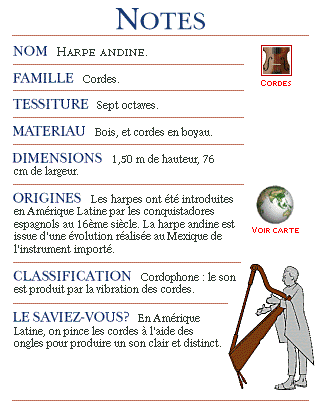 NOTES
NOM HARPE ANDINE.
CORDES
FAMILLE Cordes.
TESSITURE Sept octaves.
MATERIAU Bois, et cordes en boyau.
DIMENSIONS 1,50 m de hauteur, 76
cm de largeur.
ORIGINES Les harpes ont été introduites
en Amérique Latine par les conquistadores
espagnols au 16ème siècle. La harpe andine est
issue d'une évolution réalisée au Mexique de
l'instrument importé.
VOIR CARTE
CLASSIFICATION Cordophone : le son
est produit par la vibration des cordes.
LE SAVIEZ-VOUS? En Amérique
Latine, on pince les cordes à l'aide des
ongles pour produire un son clair et distinct.